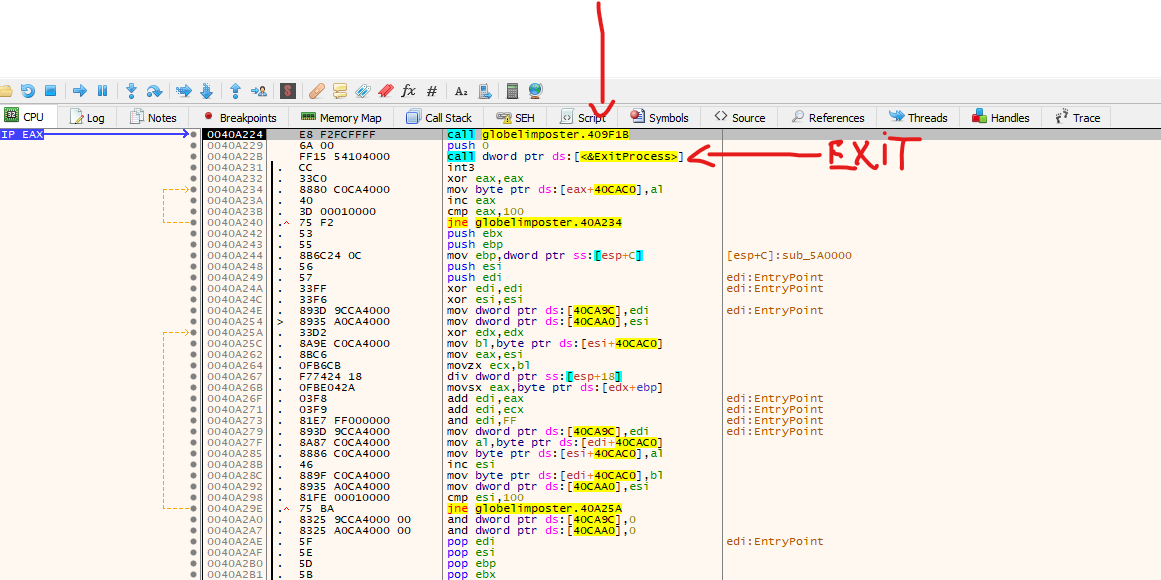 CPU Log Notes Breakpoints Memory Map Call Stack SEH Script Symbols Source References Threads Handles Trace
IP EAX 0040A224 E8 F2FCFFFF call globelimposter.409F1B
0040A229 6A 00 push 0
0040A22B FF15 54104000 call dword ptr ds:[<&ExitProcess>] EXIT
0040A231 . CC int3
. 33C0 xor eax,eax
0040A234 . 8880 C0CA4000 mov byte ptr ds:[eax+40CAC0],al
0040A23A . 40 inc eax
0040A23B . 3D 00010000 cmp eax,100
0040A240 .^ 75 F2 jne globelimposter.40A234
0040A242 . 53 push ebx
0040A243 . 55 push ebp
0040A244 . 8B6C24 0C mov ebp,dword ptr ss:[esp+C] [esp+C]:sub_5A0000
0040A248 . 56 push esi
0040A249 . 57 push edi edi:EntryPoint
0040A24A . 33FF xor edi,edi edi:EntryPoint
0040A24C . 33F6 xor esi,esi
0040A24E . 893D 9CCA4000 mov dword ptr ds:[40CA9C],edi edi:EntryPoint
0040A254 > 8935 A0CA4000 mov dword ptr ds:[40CAA0],esi
0040A25A . 33D2 xor edx,edx
0040A25C . 8A9E C0CA4000 mov bl,byte ptr ds:[esi+40CAC0]
0040A262 . 8BC6 mov eax,esi
0040A264 . 0FB6CB movzx ecx,bl
0040A267 . F77424 18 div dword ptr ss:[esp+18]
0040A26B . 0FBE042A movsx eax,byte ptr ds:[edx+ebp]
0040A26F . 03F8 add edi,eax edi:EntryPoint
0040A271 . 03F9 add edi,ecx edi:EntryPoint
0040A273 . 81E7 FF000000 and edi,FF edi:EntryPoint
0040A279 . 893D 9CCA4000 mov dword ptr ds:[40CA9C],edi edi:EntryPoint
0040A27F . 8A87 C0CA4000 mov al,byte ptr ds:[edi+40CAC0]
0040A285 . 8886 C0CA4000 mov byte ptr ds:[esi+40CAC0],al
0040A28B . 46 inc esi
0040A28C . 889F C0CA4000 mov byte ptr ds:[edi+40CAC0],bl
0040A292 . 8935 A0CA4000 mov dword ptr ds:[40CAA0],esi
0040A298 . 81FE 00010000 cmp esi,100
0040A29E .^ 75 BA jne globelimposter.40A25A
0040A2A0 . 8325 9CCA4000 00 and dword ptr ds:[40CA9C],0
0040A2A7 . 8325 A0CA4000 00 and dword ptr ds:[40CAA0],0
0040A2AE . 5F pop edi edi:EntryPoint
0040A2AF . 5E pop esi
0040A2B0 . 5D pop ebp
0040A2B1 . 5B pop ebx